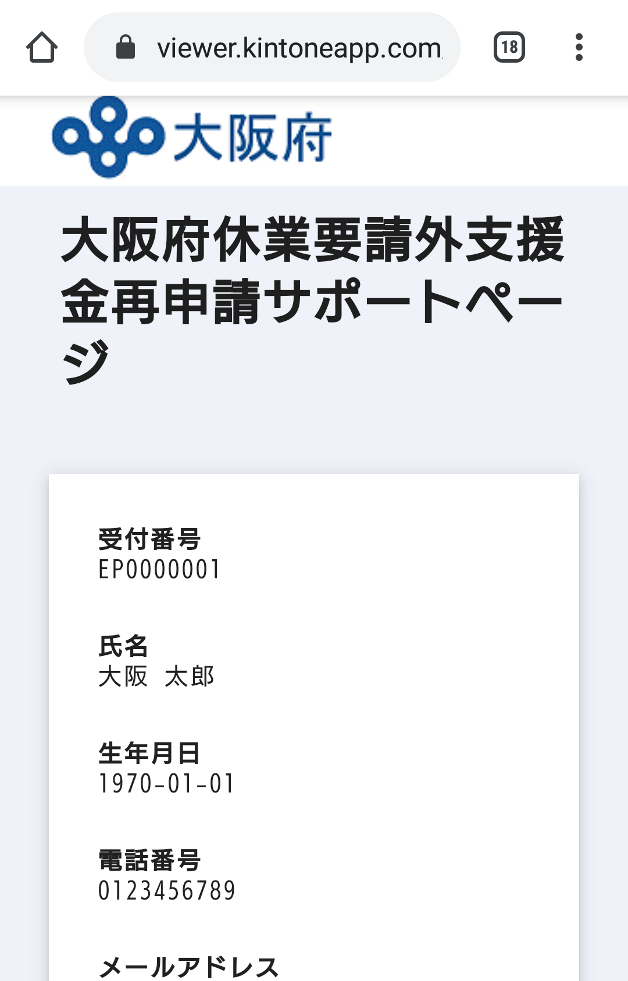 viewer.kintoneapp.com
18
大阪府
大阪府休業要請外支援
金再申請サポートペー
ジ
受付番号
EP0000001
氏名
大阪 太郎
生年月日
1970-01-01
電話番号
0123456789
メールアドレス